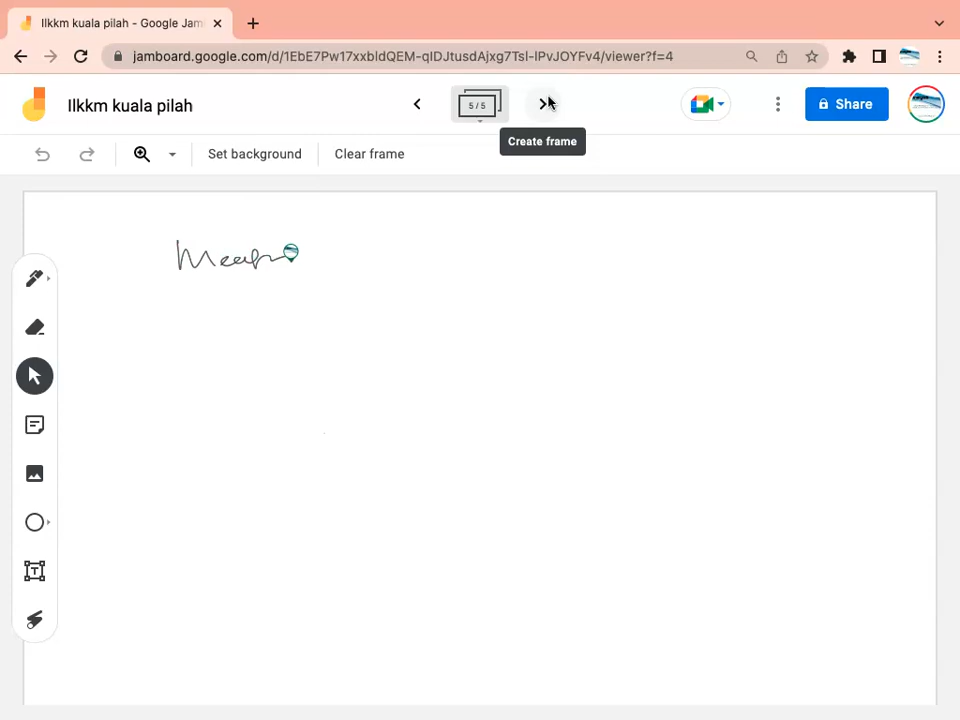 Ilkkm kuala pilah - Google Jam
jamboard.google.com/d/1EbE7Pw17xxbldQEM-qIDJtusdAjxg7Tsl-lPvJOYFv4/viewer?f=4
Ilkkm kuala pilah
5 / 5
Share
Create frame
Set background
Clear frame